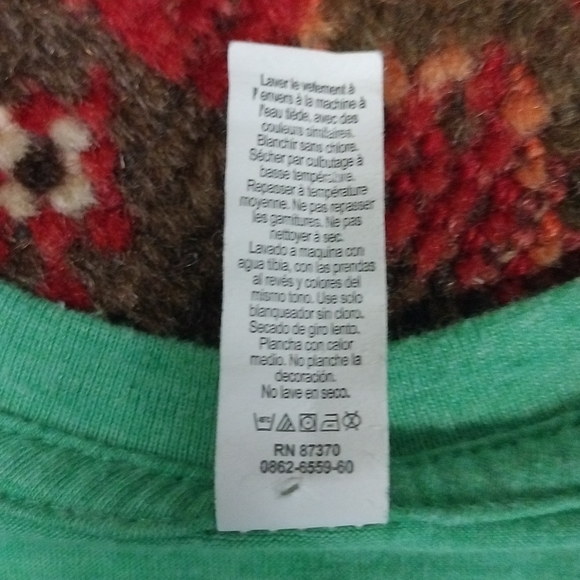 Laver le vetement à
l'envers à la machine à
l'eau tiède, avec des
couleurs similaires.
Blanchir sans chlore.
Sécher par culbutage à
basse température.
Repasser à température
moyenne. Ne pas repasser
les garnitures. Ne pas
nettoyer à sec.
Lavado a maquina con
agua tibia, con las prendas
al revés y colores del
mismo tono. Use solo
blanqueador sin cloro.
Secado de giro lento.
Plancha con calor
medio. No planche la
decoración.
No lave en seco.
RN 87370
0862-6559-60